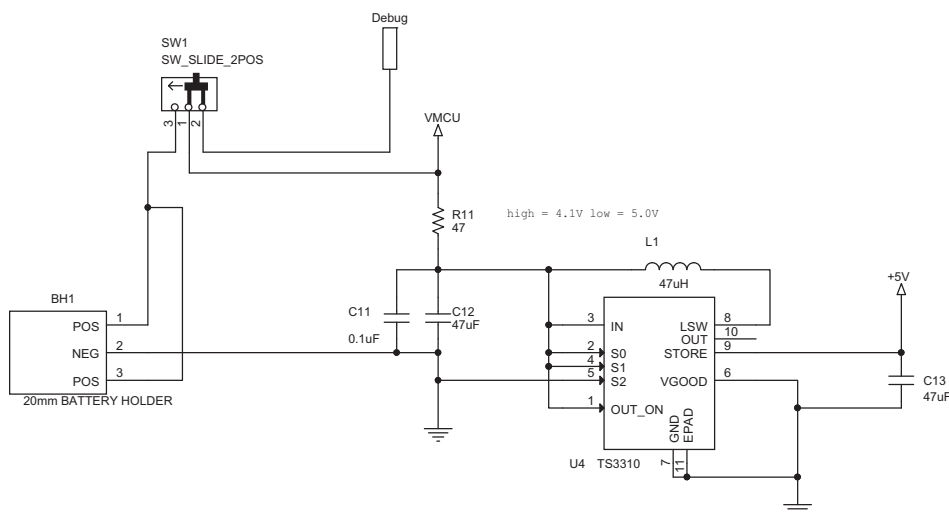 Debug
SW1
SW_SLIDE_2POS
3
1
2
VMCU
R11
47
high = 4.1V low = 5.0V
L1
47uH
+5V
BH1
POS 1
NEG 2
POS 3
20mm BATTERY HOLDER
C11
0.1uF
C12
47uF
3 IN
2 S0
4 S1
5 S2
1 OUT_ON
LSW 8
OUT 10
STORE 9
VGOOD 6
GND
EPAD
7
11
U4 TS3310
C13
47uF